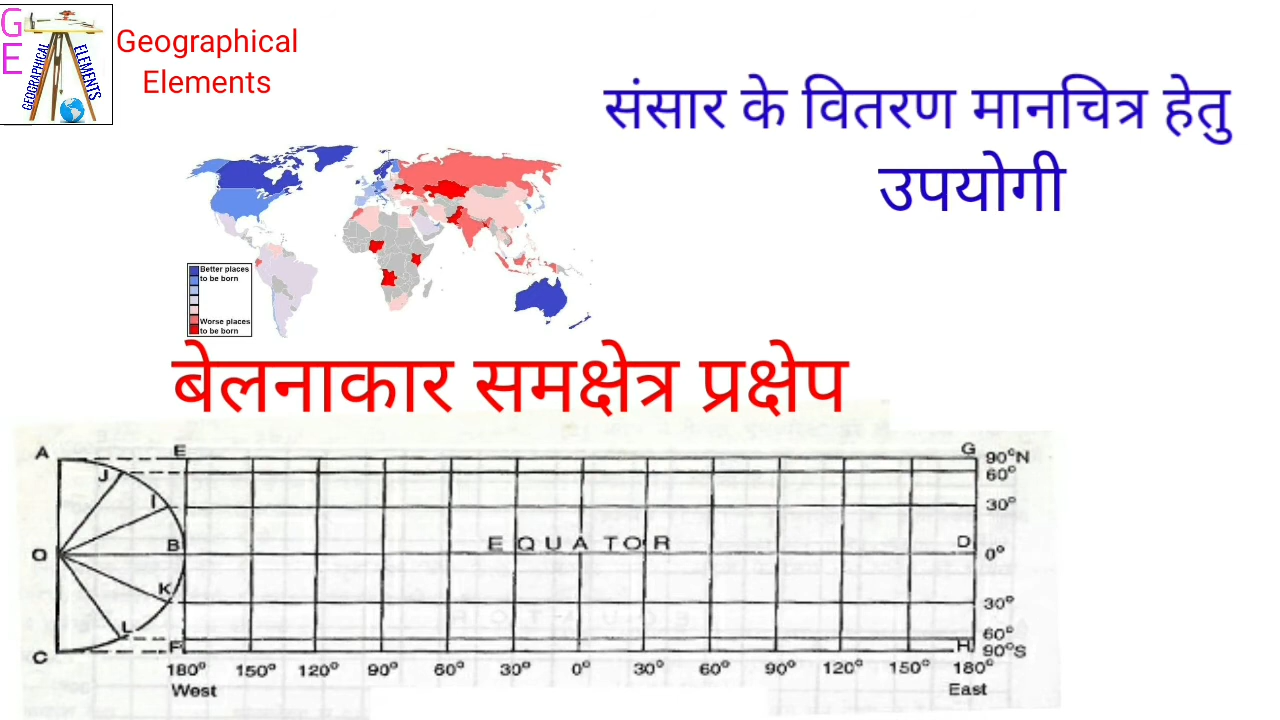 G
E
GEOGRAPHICAL
ELEMENTS
Geographical
Elements
संसार के वितरण मानचित्र हेतु
उपयोगी
Better places
to be born
Worse places
to be born
बेलनाकार समक्षेत्र प्रक्षेप
A E G 90°N
J 60°
I 30°
O B EQUATOR D 0°
K 30°
L F H 60°
C 90°S
180° 150° 120° 90° 60° 30° 0° 30° 60° 90° 120° 150° 180°
West East